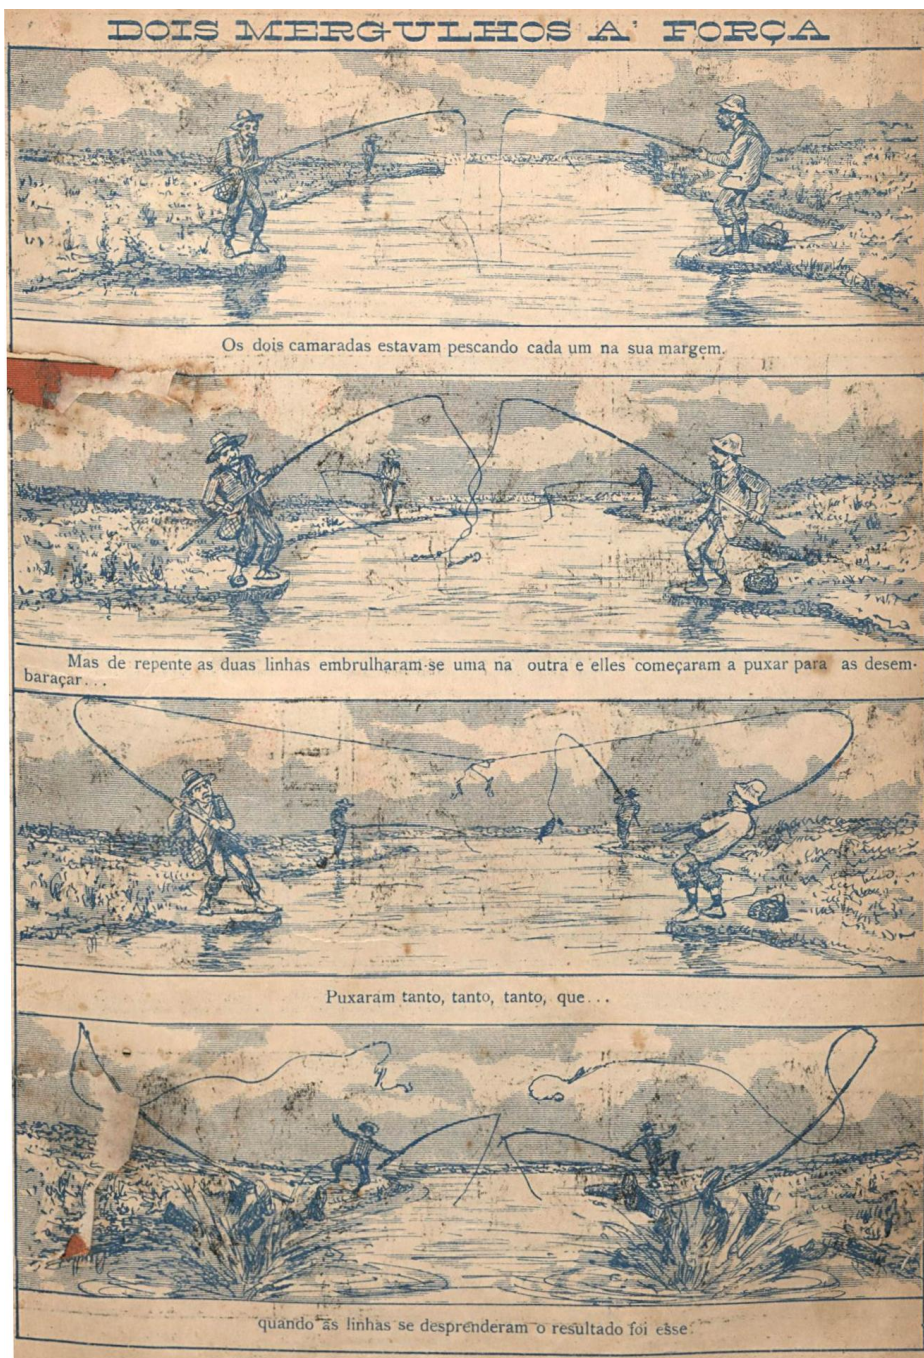 DOIS MERGULHOS A' FORÇA
Os dois camaradas estavam pescando cada um na sua margem.
Mas de repente as duas linhas embrulharam-se uma na outra e elles começaram a puxar para as desem-
baraçar...
Puxaram tanto, tanto, tanto, que...
quando as linhas se desprenderam o resultado foi esse.